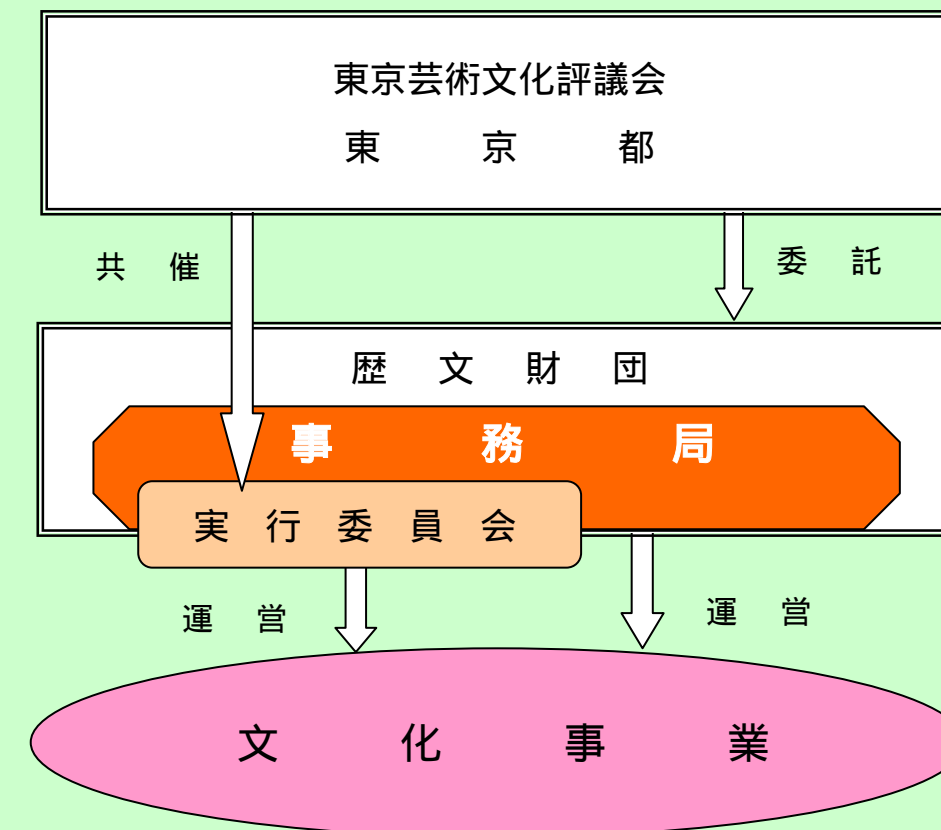 東京芸術文化評議会
東京都
共催
委託
歴文財団
事務局
実行委員会
運営
運営
文化事業